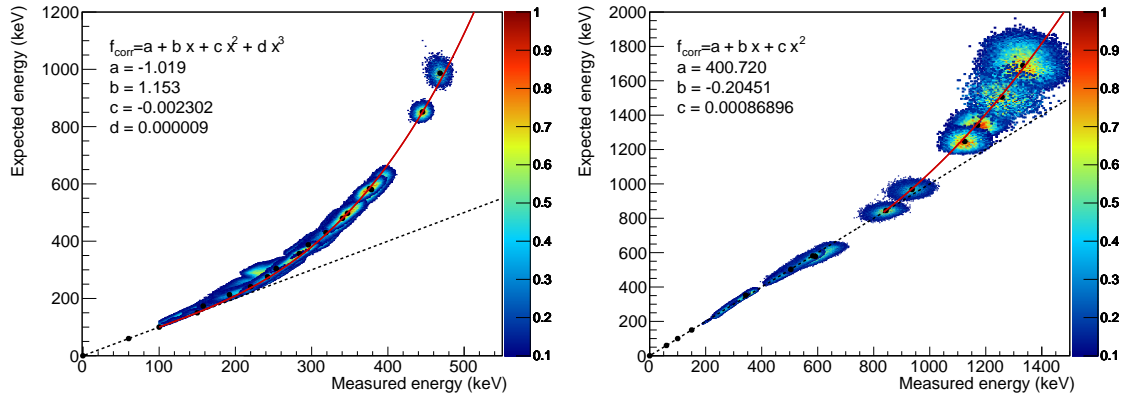 Expected energy (keV)
1200
1000
800
600
400
200
0
f_corr=a + b x + c x² + d x³
a = -1.019
b = 1.153
c = -0.002302
d = 0.000009
0 100 200 300 400 500
Measured energy (keV)
1
0.9
0.8
0.7
0.6
0.5
0.4
0.3
0.2
0.1
Expected energy (keV)
2000
1800
1600
1400
1200
1000
800
600
400
200
0
f_corr=a + b x + c x²
a = 400.720
b = -0.20451
c = 0.00086896
0 200 400 600 800 1000 1200 1400
Measured energy (keV)
1
0.9
0.8
0.7
0.6
0.5
0.4
0.3
0.2
0.1